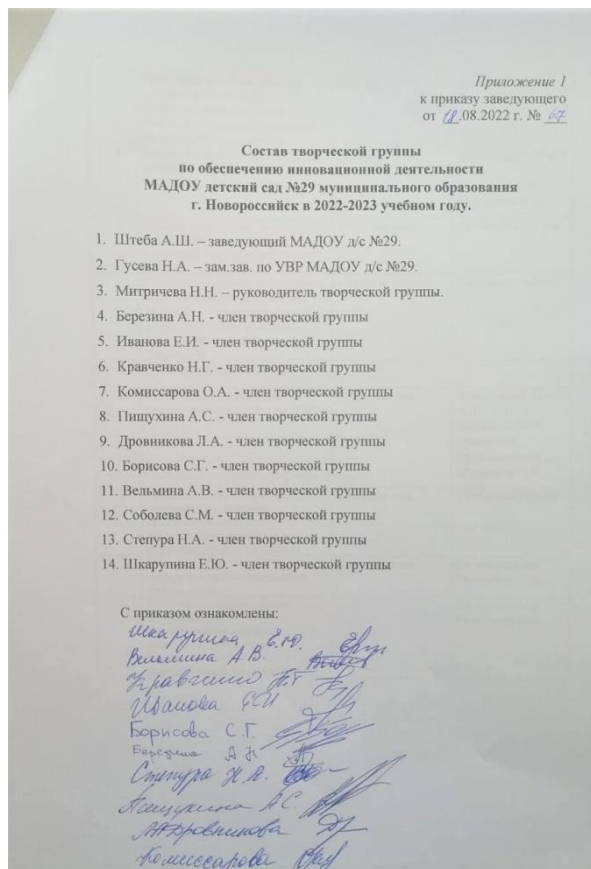 Приложение 1
к приказу заведующего
от 18.08.2022 г. № 67
Состав творческой группы
по обеспечению инновационной деятельности
МАДОУ детский сад №29 муниципального образования
г. Новороссийск в 2022-2023 учебном году.
1. Штеба А.Ш. – заведующий МАДОУ д/с №29.
2. Гусева Н.А. – зам.зав. по УВР МАДОУ д/с №29.
3. Митричева Н.Н. – руководитель творческой группы.
4. Березина А.Н. - член творческой группы
5. Иванова Е.И. - член творческой группы
6. Кравченко Н.Г. - член творческой группы
7. Комиссарова О.А. - член творческой группы
8. Пищухина А.С. - член творческой группы
9. Дровникова Л.А. - член творческой группы
10. Борисова С.Г. - член творческой группы
11. Вельмина А.В. - член творческой группы
12. Соболева С.М. - член творческой группы
13. Степура Н.А. - член творческой группы
14. Шкарупина Е.Ю. - член творческой группы
С приказом ознакомлены:
Шкарупина Е.Ю.
Вельмина А.В.
Кравченко Н.Г
Иванова Е.И
Борисова С.Г.
Березина А.Н
Степура Н.А.
Пищухина А.С.
Л.А Дровникова
Комиссарова